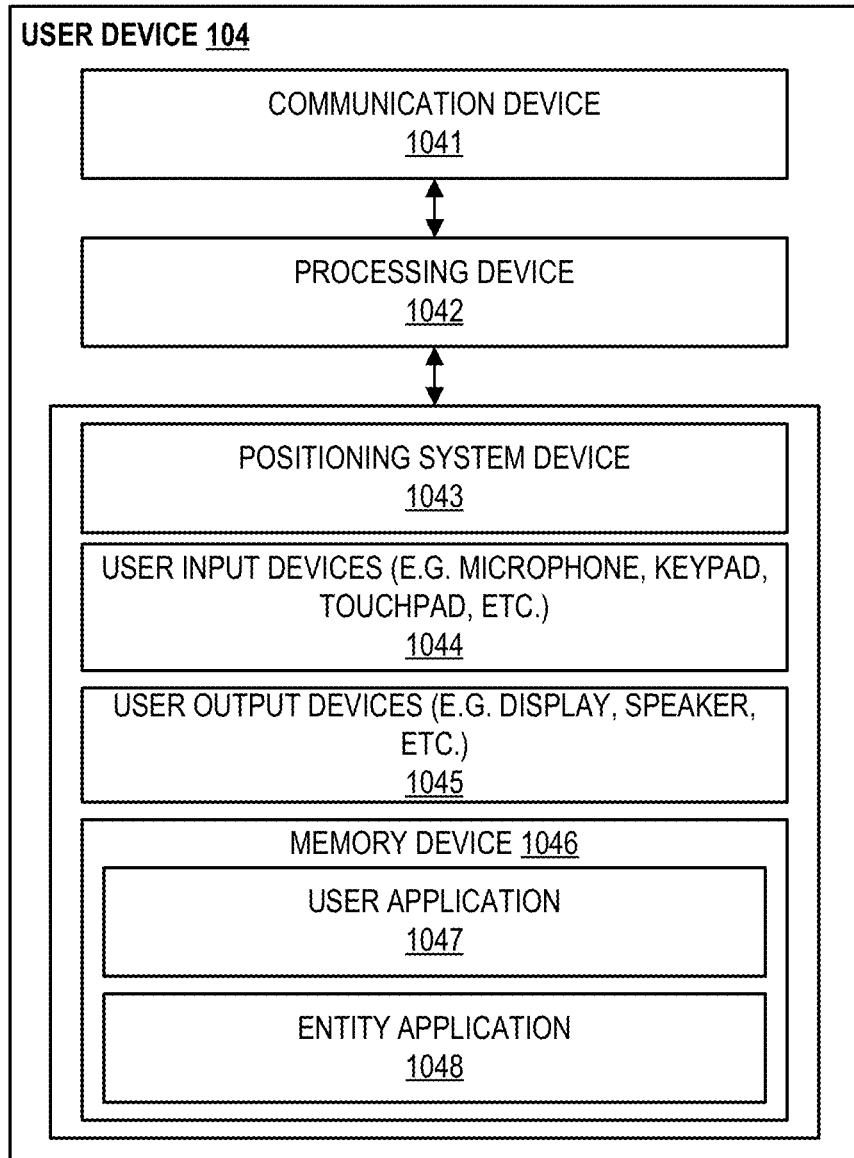 USER DEVICE 104
COMMUNICATION DEVICE
1041
PROCESSING DEVICE
1042
POSITIONING SYSTEM DEVICE
1043
USER INPUT DEVICES (E.G. MICROPHONE, KEYPAD,
TOUCHPAD, ETC.)
1044
USER OUTPUT DEVICES (E.G. DISPLAY, SPEAKER,
ETC.)
1045
MEMORY DEVICE 1046
USER APPLICATION
1047
ENTITY APPLICATION
1048